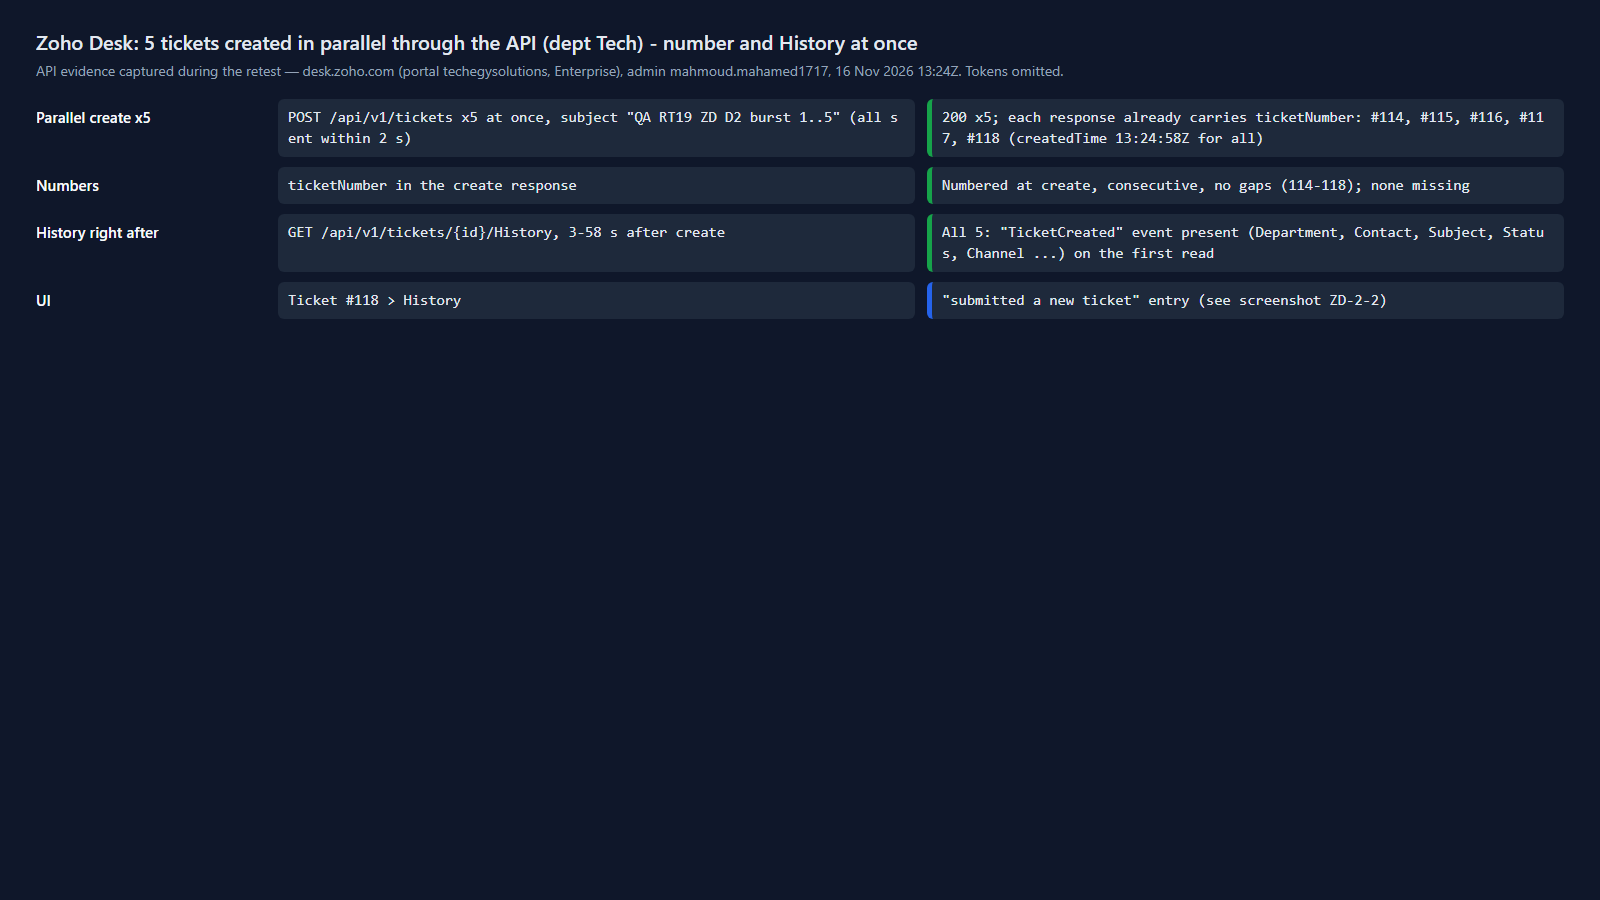 Zoho Desk: 5 tickets created in parallel through the API (dept Tech) - number and History at once
API evidence captured during the retest — desk.zoho.com (portal techegysolutions, Enterprise), admin mahmoud.mahamed1717, 16 Nov 2026 13:24Z. Tokens omitted.
Parallel create x5
POST /api/v1/tickets x5 at once, subject "QA RT19 ZD D2 burst 1..5" (all s
ent within 2 s)
200 x5; each response already carries ticketNumber: #114, #115, #116, #11
7, #118 (createdTime 13:24:58Z for all)
Numbers
ticketNumber in the create response
Numbered at create, consecutive, no gaps (114-118); none missing
History right after
GET /api/v1/tickets/{id}/History, 3-58 s after create
All 5: "TicketCreated" event present (Department, Contact, Subject, Statu
s, Channel ...) on the first read
UI
Ticket #118 > History
"submitted a new ticket" entry (see screenshot ZD-2-2)